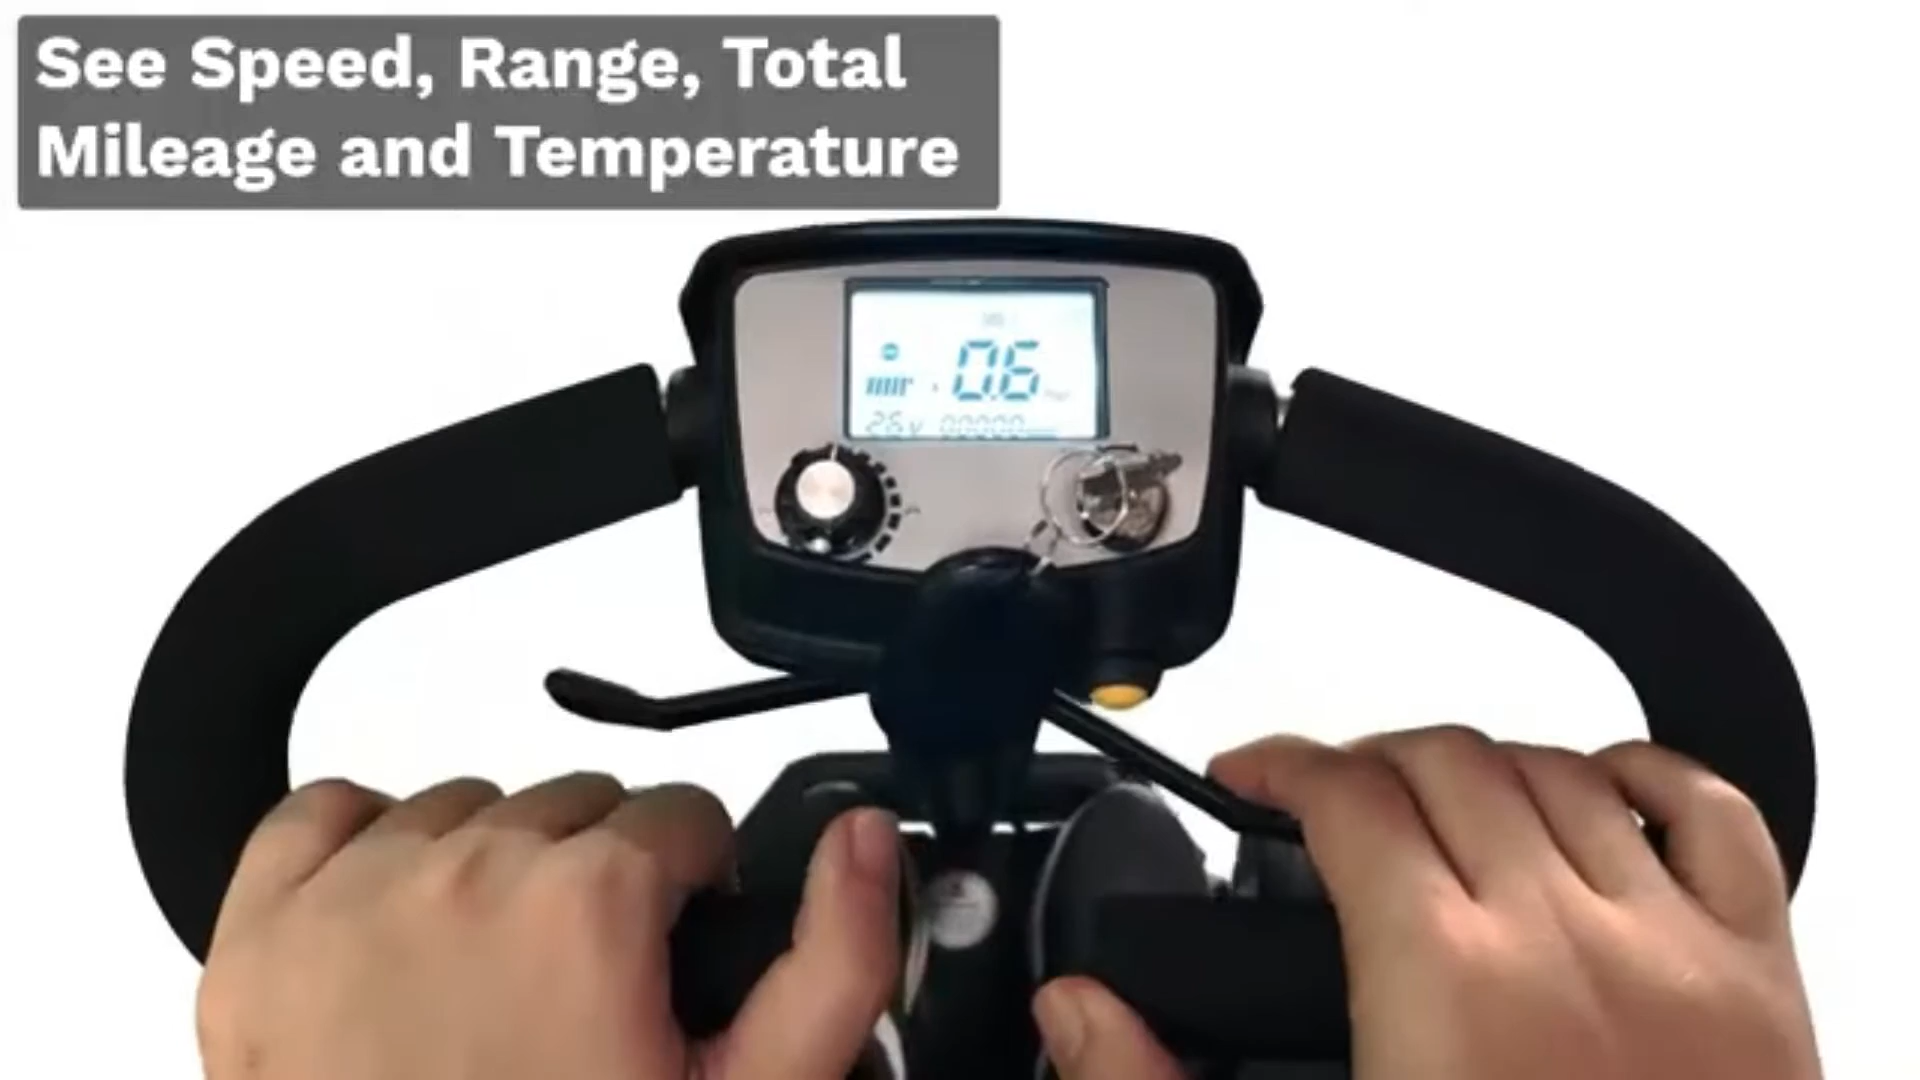 See Speed, Range, Total
Mileage and Temperature
0.6
26v 00000